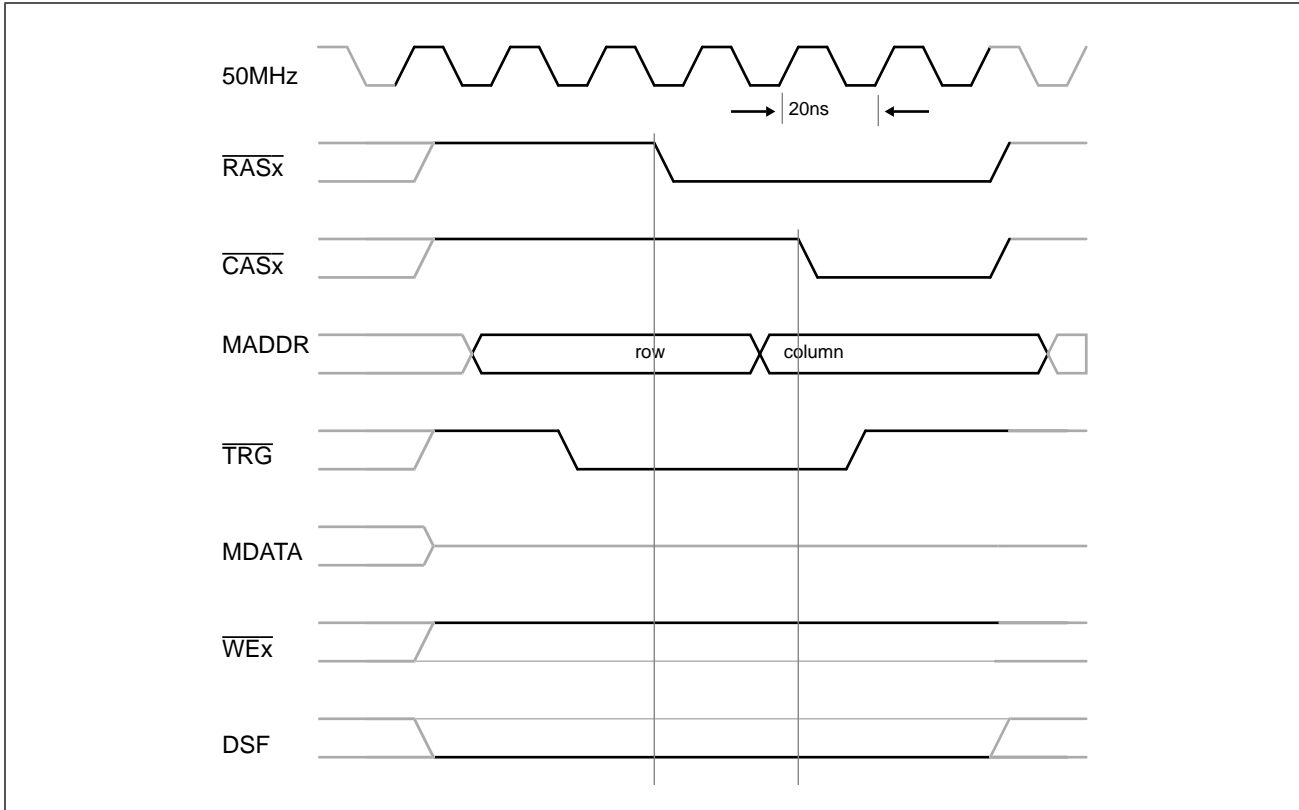 50MHz
20ns
RASx
CASx
MADDR
row
column
TRG
MDATA
WEx
DSF